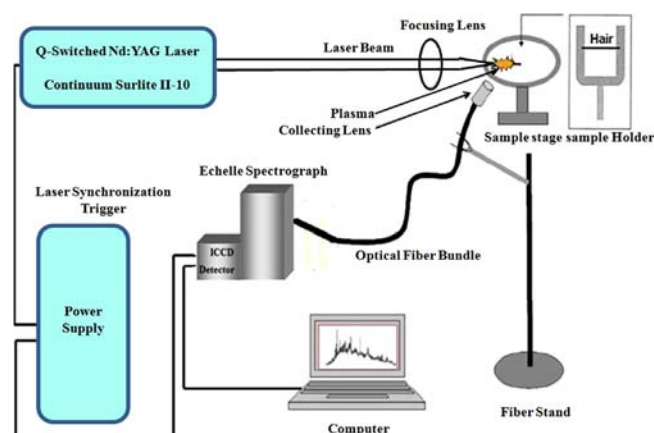 Q-Switched Nd:YAG Laser
Continuum Surlite II-10
Laser Beam
Focusing Lens
Hair
Plasma
Collecting Lens
Sample stage sample Holder
Echelle Spectrograph
Laser Synchronization
Trigger
ICCD
Detector
Optical Fiber Bundle
Power
Supply
Computer
Fiber Stand